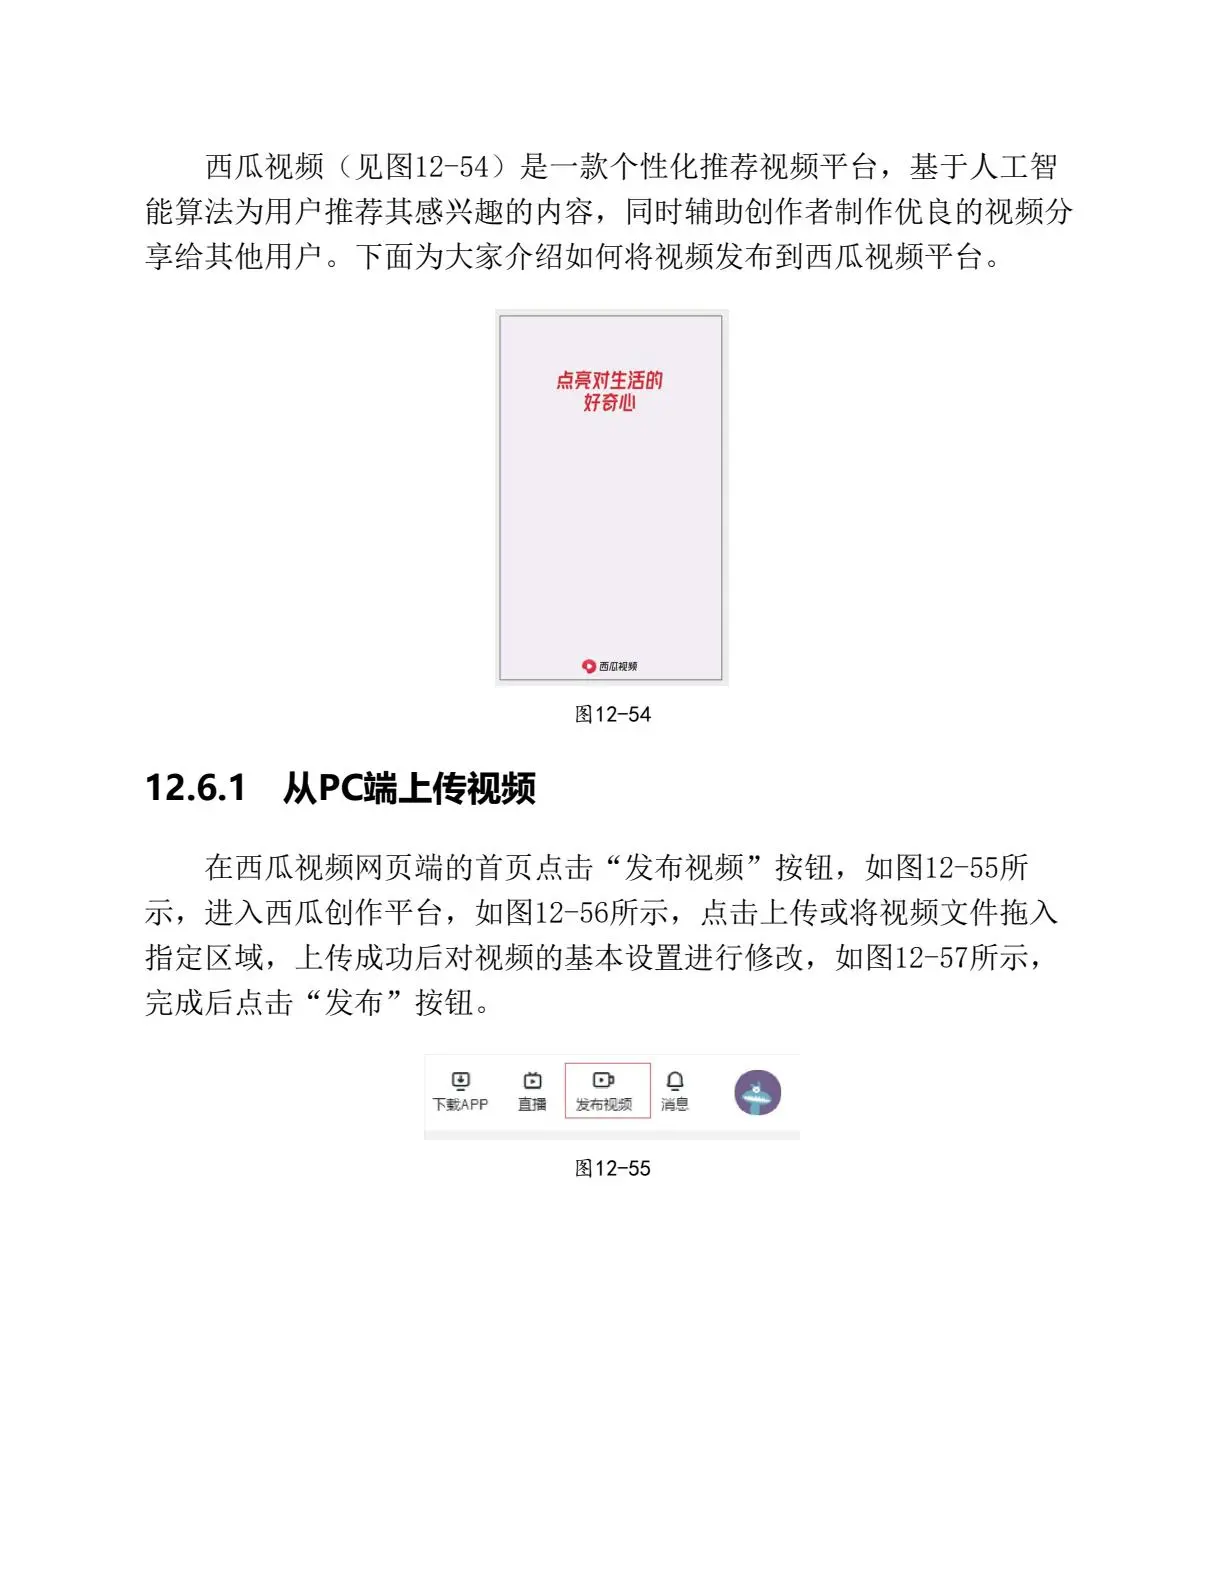 西瓜视频（见图12-54）是一款个性化推荐视频平台，基于人工智
能算法为用户推荐其感兴趣的内容，同时辅助创作者制作优良的视频分
享给其他用户。下面为大家介绍如何将视频发布到西瓜视频平台。
点亮对生活的
好奇心
西瓜视频
图12-54
12.6.1 从PC端上传视频
在西瓜视频网页端的首页点击“发布视频”按钮，如图12-55所
示，进入西瓜创作平台，如图12-56所示，点击上传或将视频文件拖入
指定区域，上传成功后对视频的基本设置进行修改，如图12-57所示，
完成后点击“发布”按钮。
下载APP 直播 发布视频 消息
图12-55